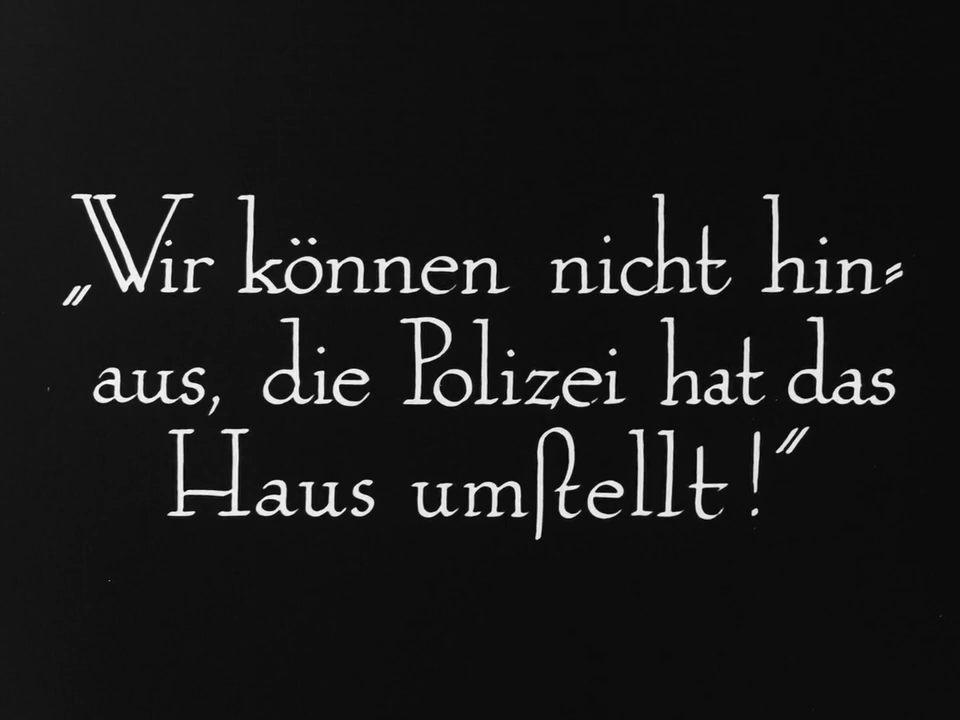 „Wir können nicht hin⸗
aus, die Polizei hat das
Haus umſtellt!"